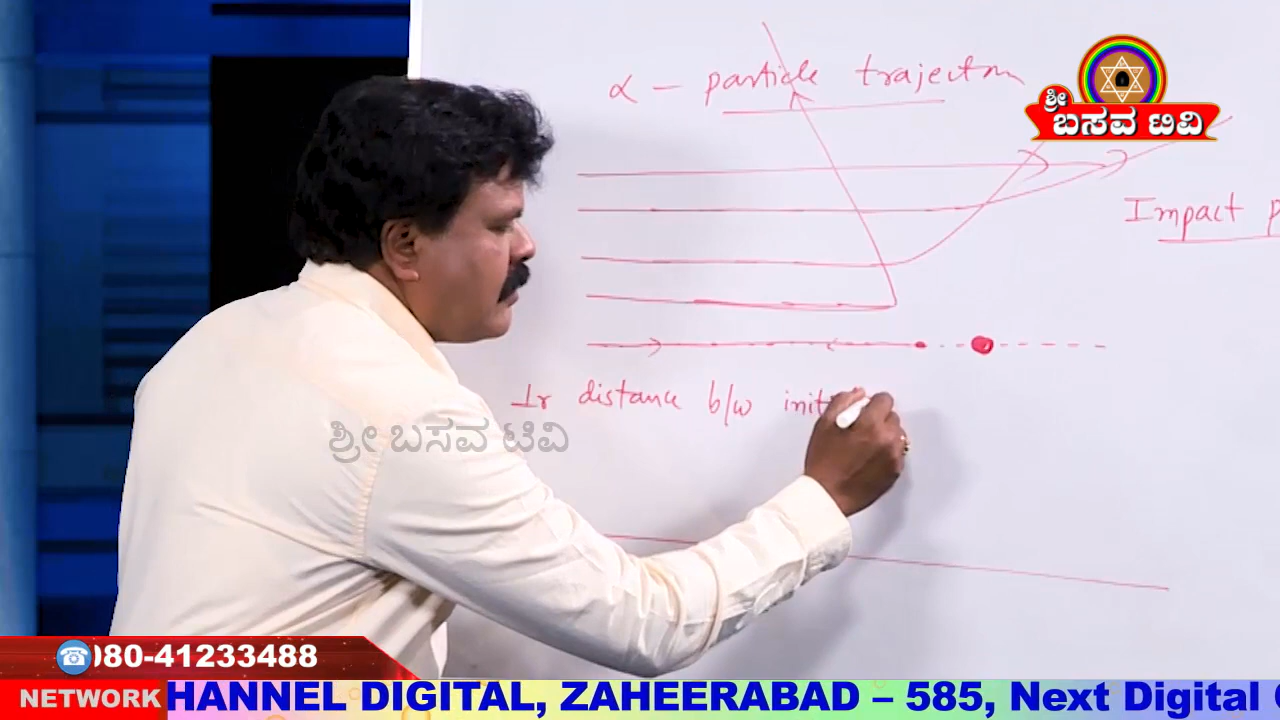 α – particle trajectory
ಶ್ರೀ
ಬಸವ ಟಿವಿ
Impact
⊥r distance b/w init
ಶ್ರೀ ಬಸವ ಟಿವಿ
080-41233488
NETWORK HANNEL DIGITAL, ZAHEERABAD – 585, Next Digital